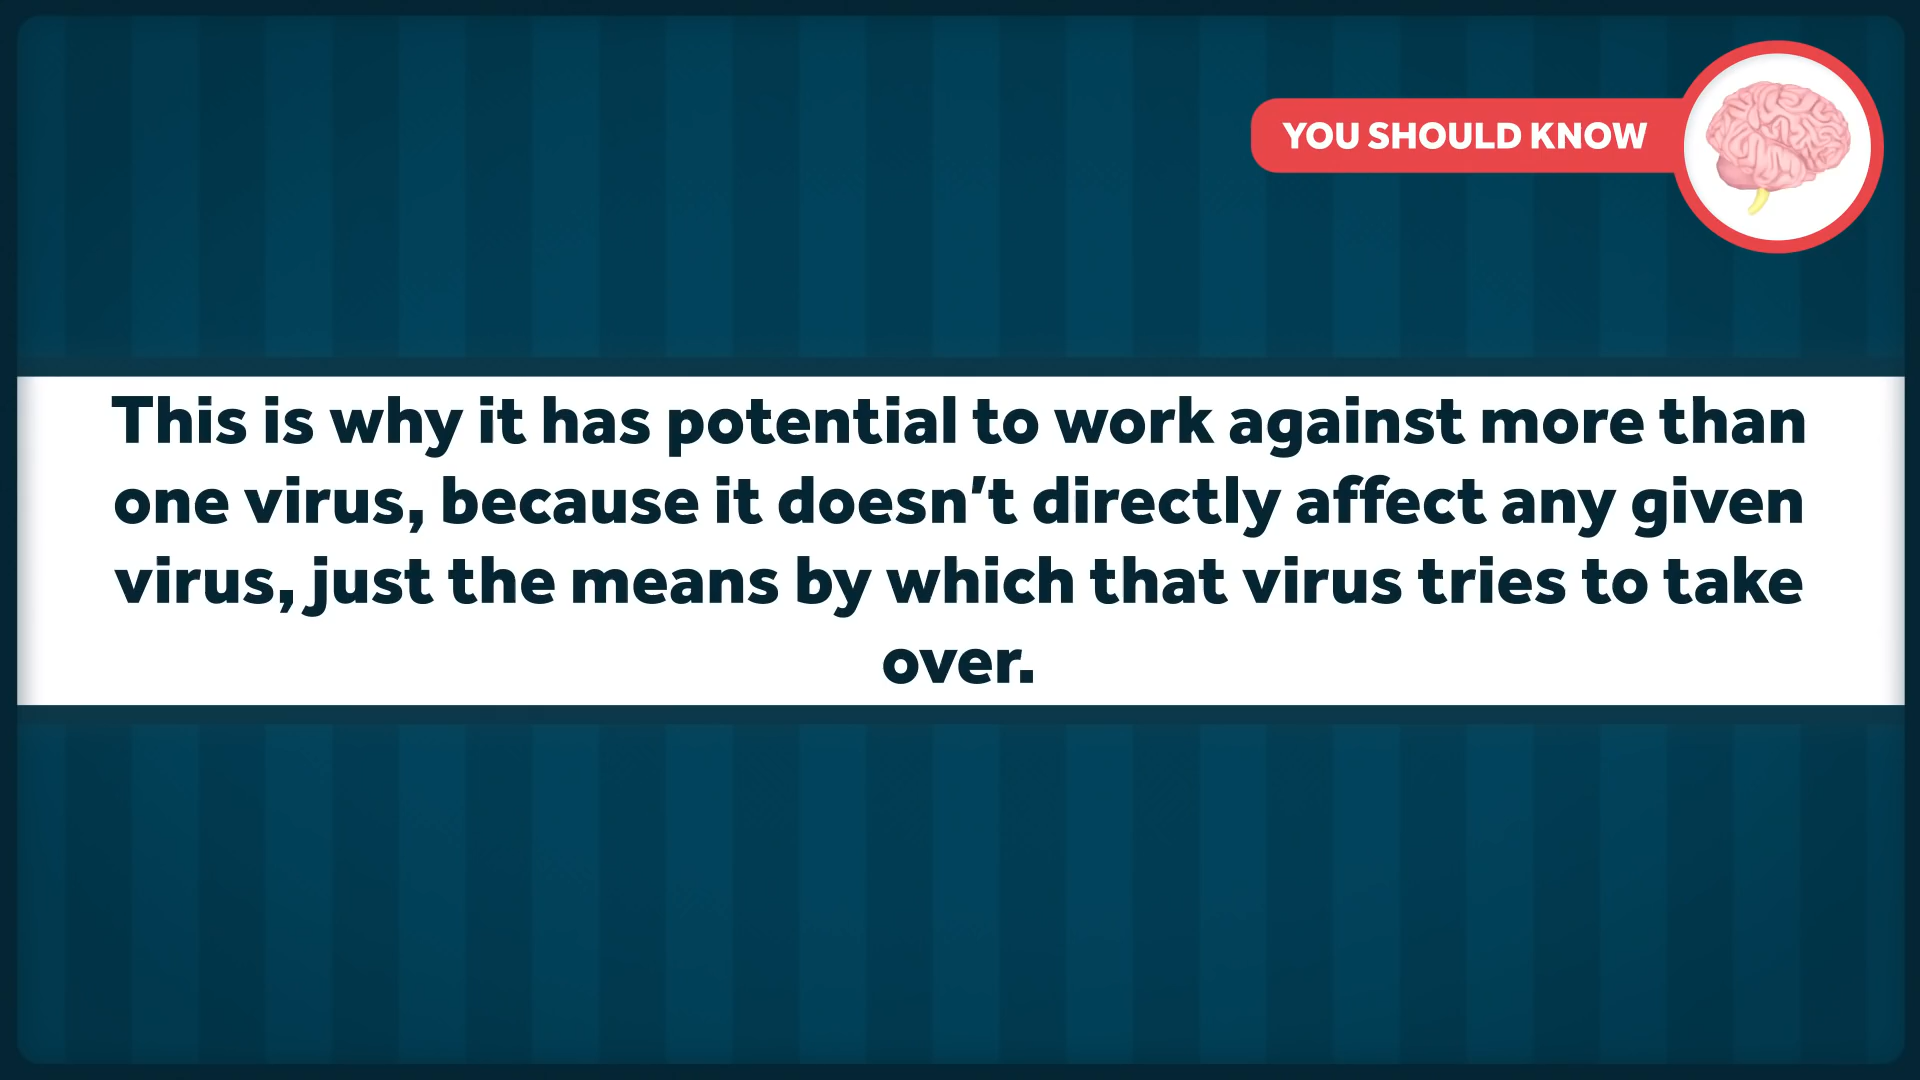 YOU SHOULD KNOW
This is why it has potential to work against more than
one virus, because it doesn't directly affect any given
virus, just the means by which that virus tries to take
over.